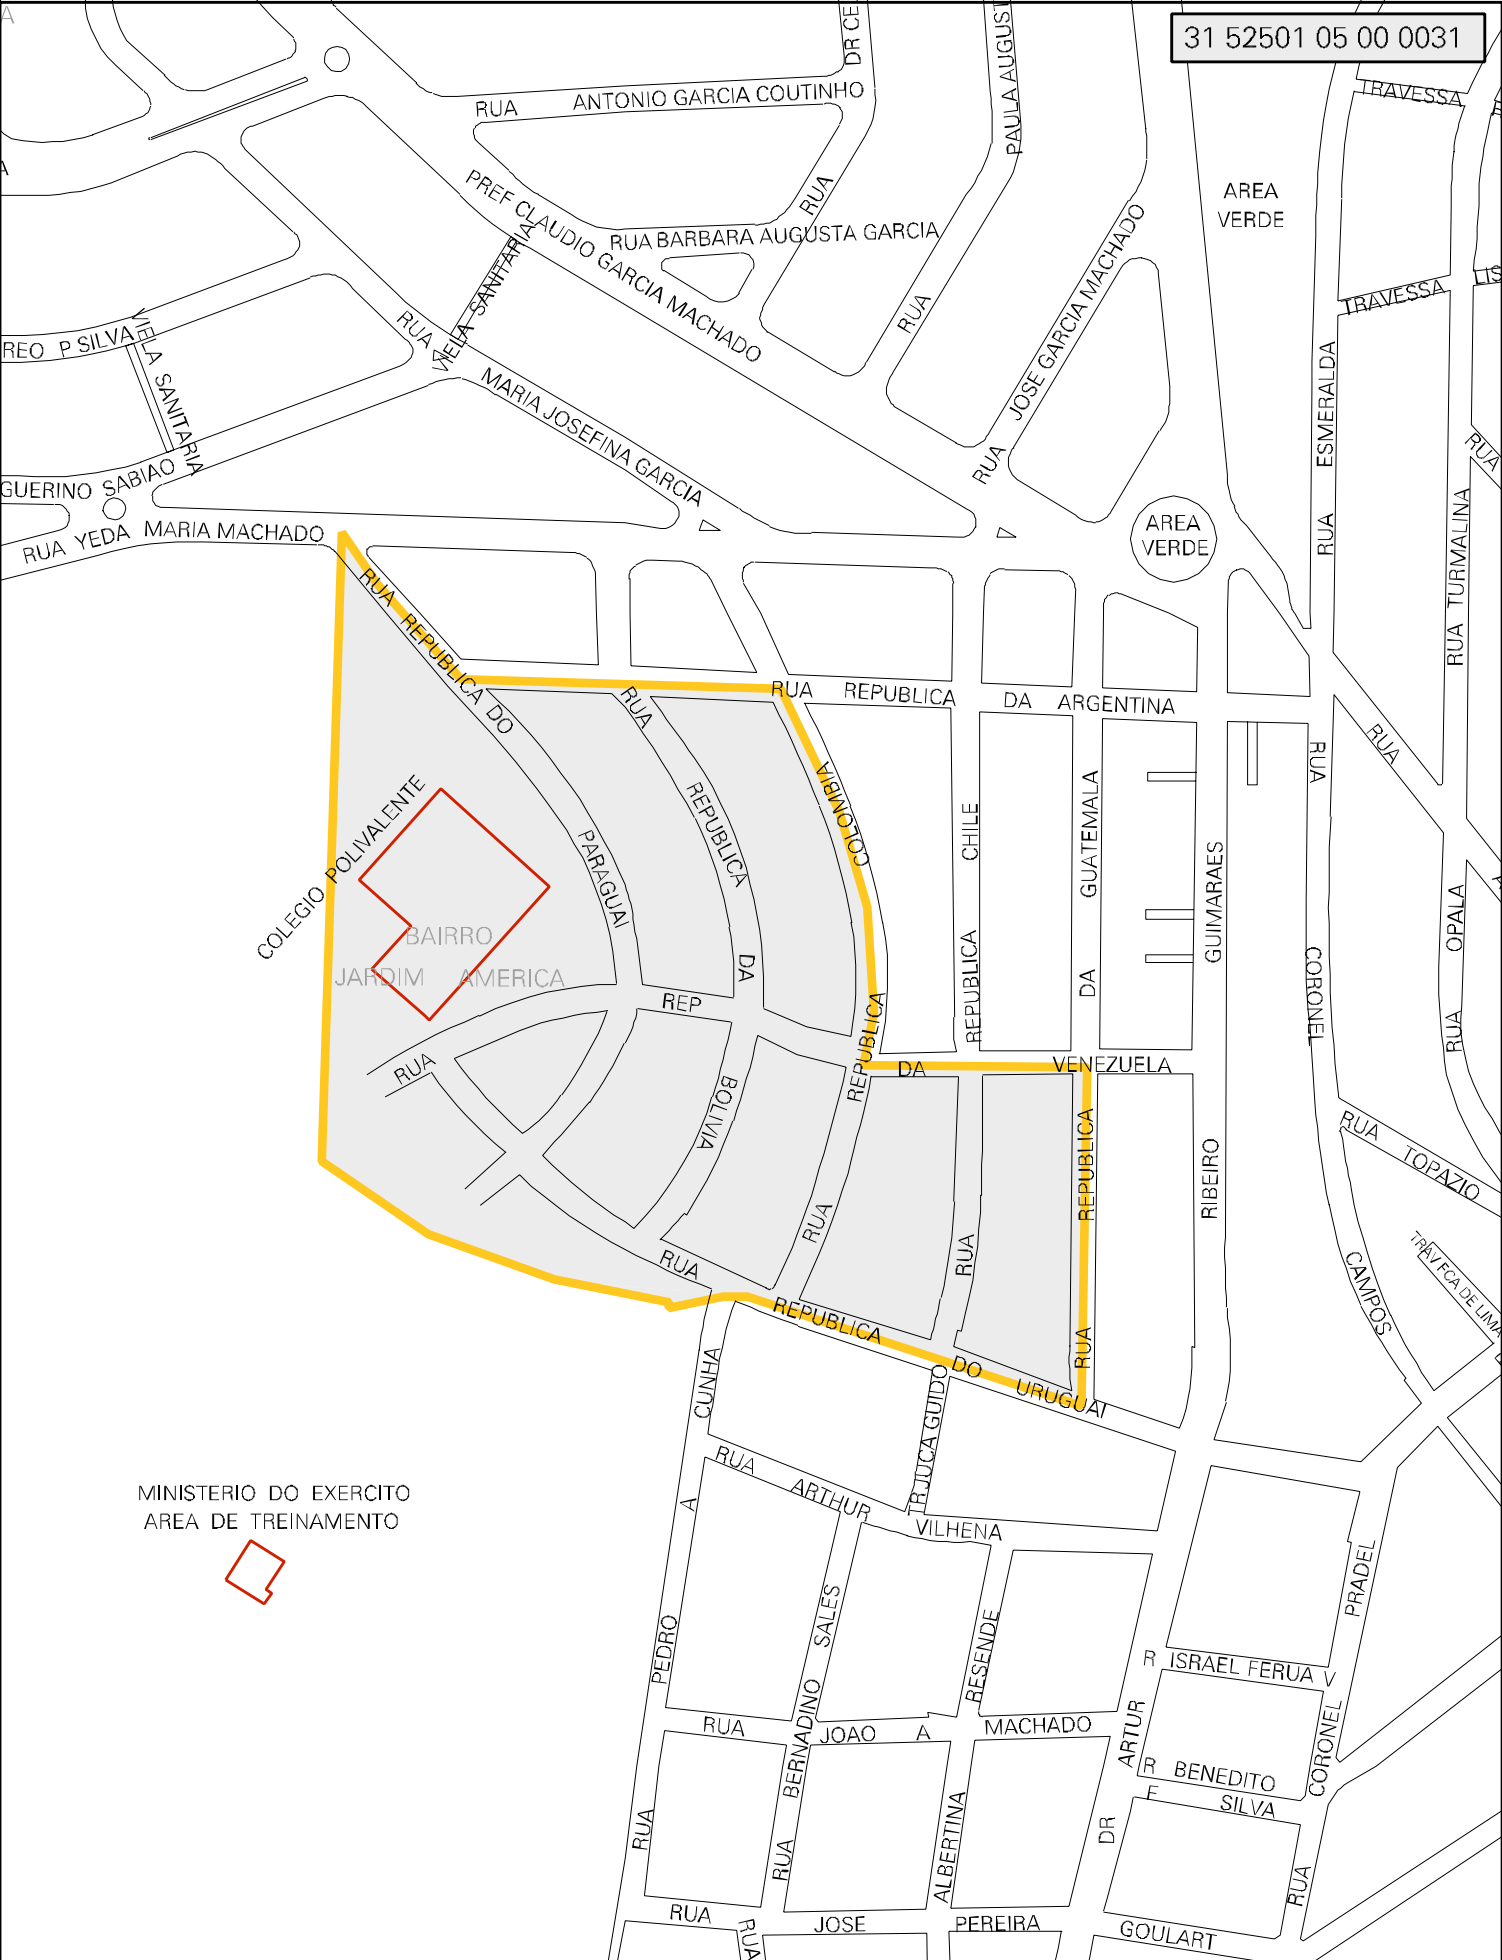 31 52501 05 00 0031
DR CE
PAULA AUGUST
TRAVESSA
RUA ANTONIO GARCIA COUTINHO
RUA
AREA
VERDE
PREF CLAUDIO GARCIA MACHADO
RUA BARBARA AUGUSTA GARCIA
RUA
RUA JOSE GARCIA MACHADO
TRAVESSA LIS
VIELA SANITARIA
REO P SILVA
VIELA SANITARIA
RUA MARIA JOSEFINA GARCIA
RUA ESMERALDA
RUA
RUA TURMALINA
GUERINO SABIAO
RUA YEDA MARIA MACHADO
AREA
VERDE
RUA REPUBLICA DO PARAGUAI
RUA REPUBLICA DA ARGENTINA
RUA REPUBLICA DA BOLIVIA
RUA REPUBLICA COLOMBIA
RUA REPUBLICA CHILE
RUA REPUBLICA DA GUATEMALA
RIBEIRO GUIMARAES
RUA CORONEL CAMPOS
RUA
RUA OPALA
COLEGIO POLIVALENTE
BAIRRO
JARDIM AMERICA
RUA REP DA VENEZUELA
RUA TOPAZIO
TRAV FCA DE LIMA
RUA REPUBLICA DO URUGUAI
RUA PEDRO A CUNHA
TR JUCA GUIDO
RUA ARTHUR VILHENA
MINISTERIO DO EXERCITO
AREA DE TREINAMENTO
RUA BERNADINO SALES
ALBERTINA RESENDE
DR ARTUR
RUA CORONEL PRADEL
R ISRAEL FERUA V
RUA JOAO A MACHADO
R BENEDITO
F SILVA
RUA JOSE PEREIRA GOULART
RUA